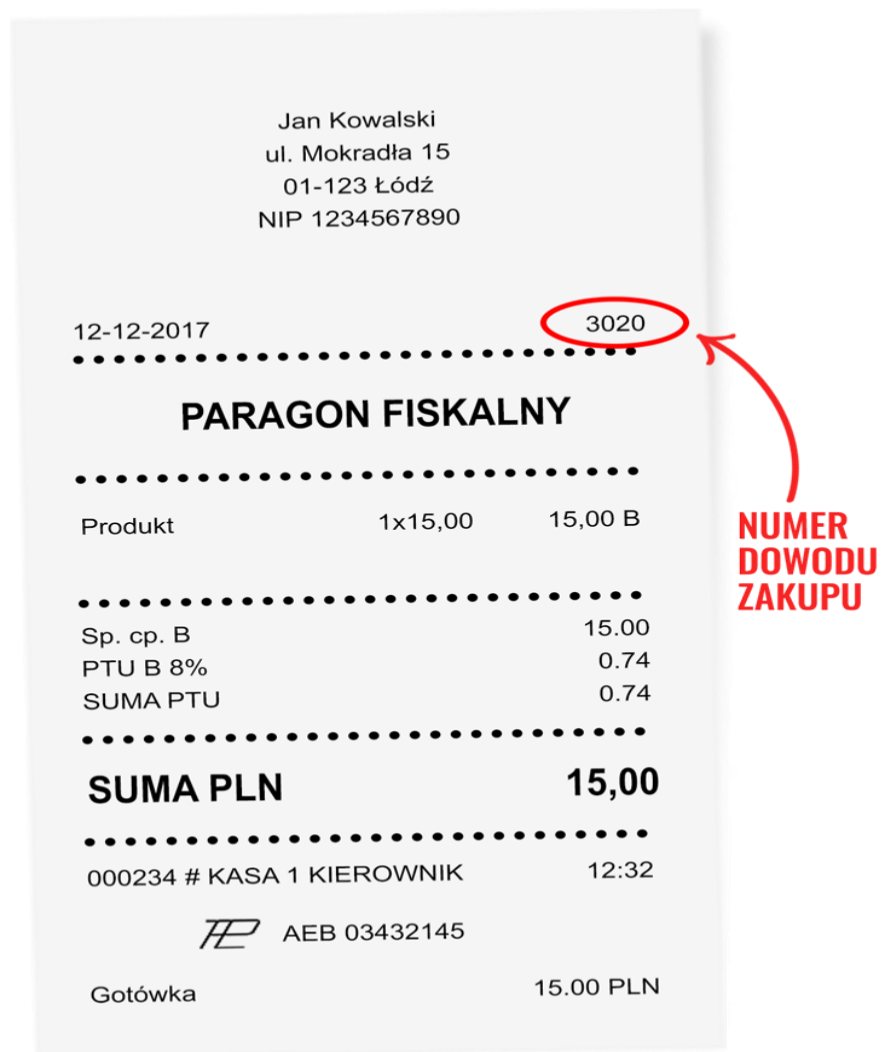 Jan Kowalski
ul. Mokradła 15
01-123 Łódź
NIP 1234567890
12-12-2017 3020
PARAGON FISKALNY
Produkt 1x15,00 15,00 B
Sp. cp. B 15.00
PTU B 8% 0.74
SUMA PTU 0.74
SUMA PLN 15,00
000234 # KASA 1 KIEROWNIK 12:32
AEB 03432145
Gotówka 15.00 PLN
NUMER
DOWODU
ZAKUPU